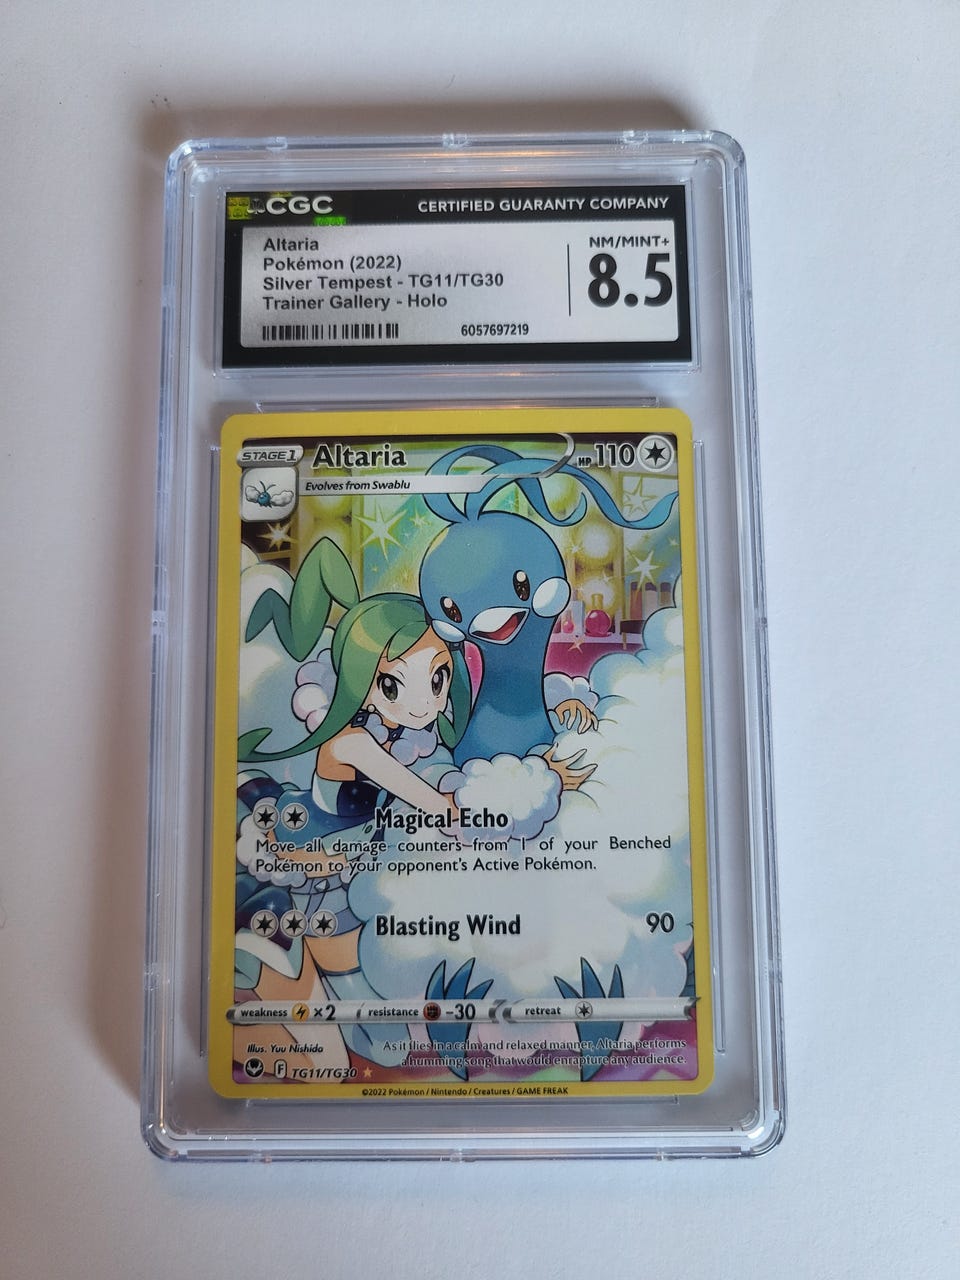 CGC CERTIFIED GUARANTY COMPANY
Altaria
Pokémon (2022)
Silver Tempest - TG11/TG30
Trainer Gallery - Holo
NM/MINT+
8.5
6057697219
STAGE 1 Altaria HP 110
Evolves from Swablu
Magical Echo
Move all damage counters from 1 of your Benched
Pokémon to your opponent's Active Pokémon.
Blasting Wind 90
weakness ×2 resistance -30 retreat
Illus. Yuu Nishida
As it flies in a calm and relaxed manner, Altaria performs
a humming song that would enrapture any audience.
F TG11/TG30
©2022 Pokémon / Nintendo / Creatures / GAME FREAK